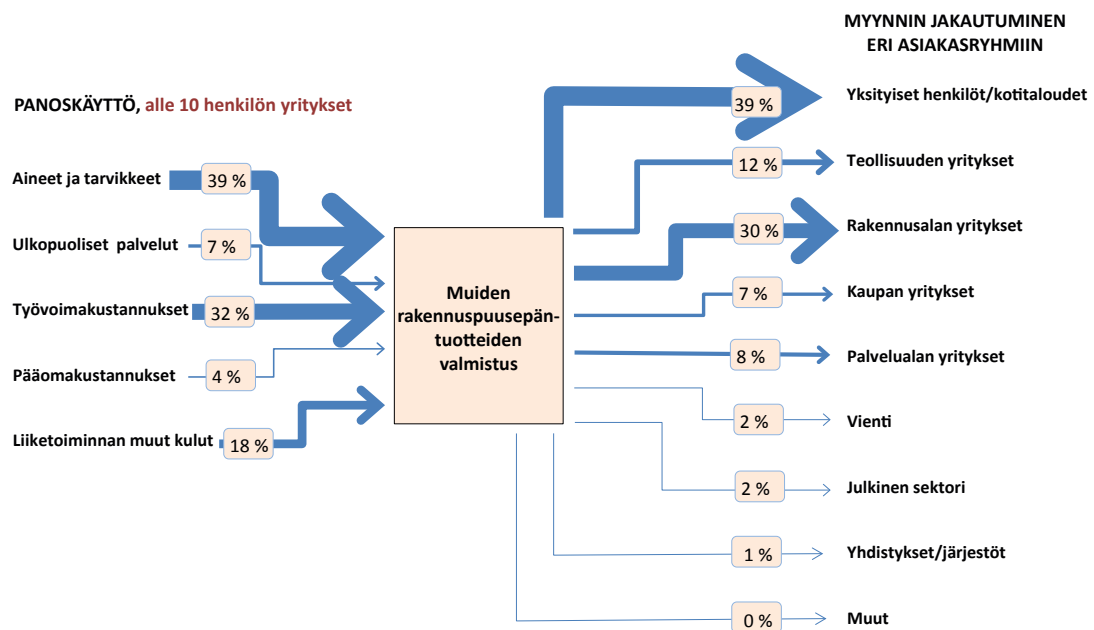 MYYNNIN JAKAUTUMINEN
ERI ASIAKASRYHMIIN
PANOSKÄYTTÖ, alle 10 henkilön yritykset
Aineet ja tarvikkeet 39 %
Ulkopuoliset palvelut 7 %
Työvoimakustannukset 32 %
Pääomakustannukset 4 %
Liiketoiminnan muut kulut 18 %
Muiden
rakennuspuusepän-
tuotteiden
valmistus
39 % Yksityiset henkilöt/kotitaloudet
12 % Teollisuuden yritykset
30 % Rakennusalan yritykset
7 % Kaupan yritykset
8 % Palvelualan yritykset
2 % Vienti
2 % Julkinen sektori
1 % Yhdistykset/järjestöt
0 % Muut